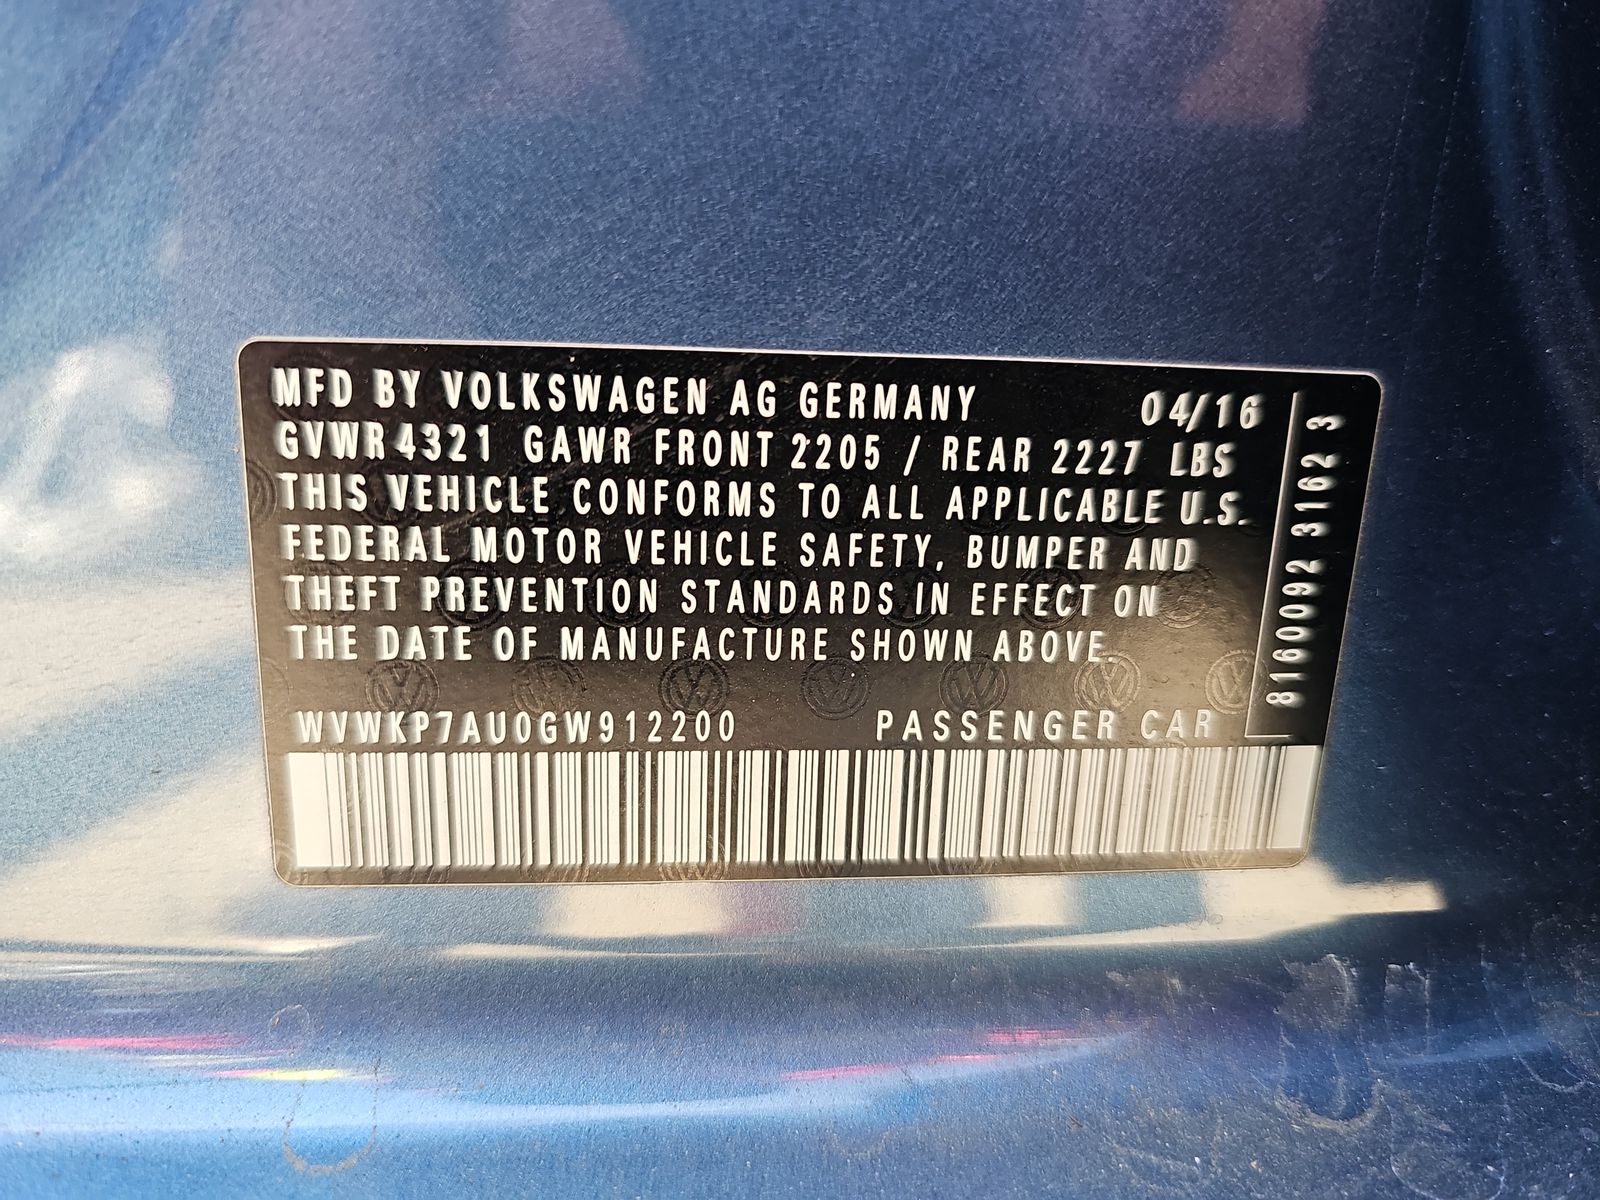 MFD BY VOLKSWAGEN AG GERMANY 04/16
GVWR 4321 GAWR FRONT 2205 / REAR 2227 LBS
THIS VEHICLE CONFORMS TO ALL APPLICABLE U.S.
FEDERAL MOTOR VEHICLE SAFETY, BUMPER AND
THEFT PREVENTION STANDARDS IN EFFECT ON
THE DATE OF MANUFACTURE SHOWN ABOVE.
WVWKP7AU0GW912200 PASSENGER CAR
8160092 3162 3